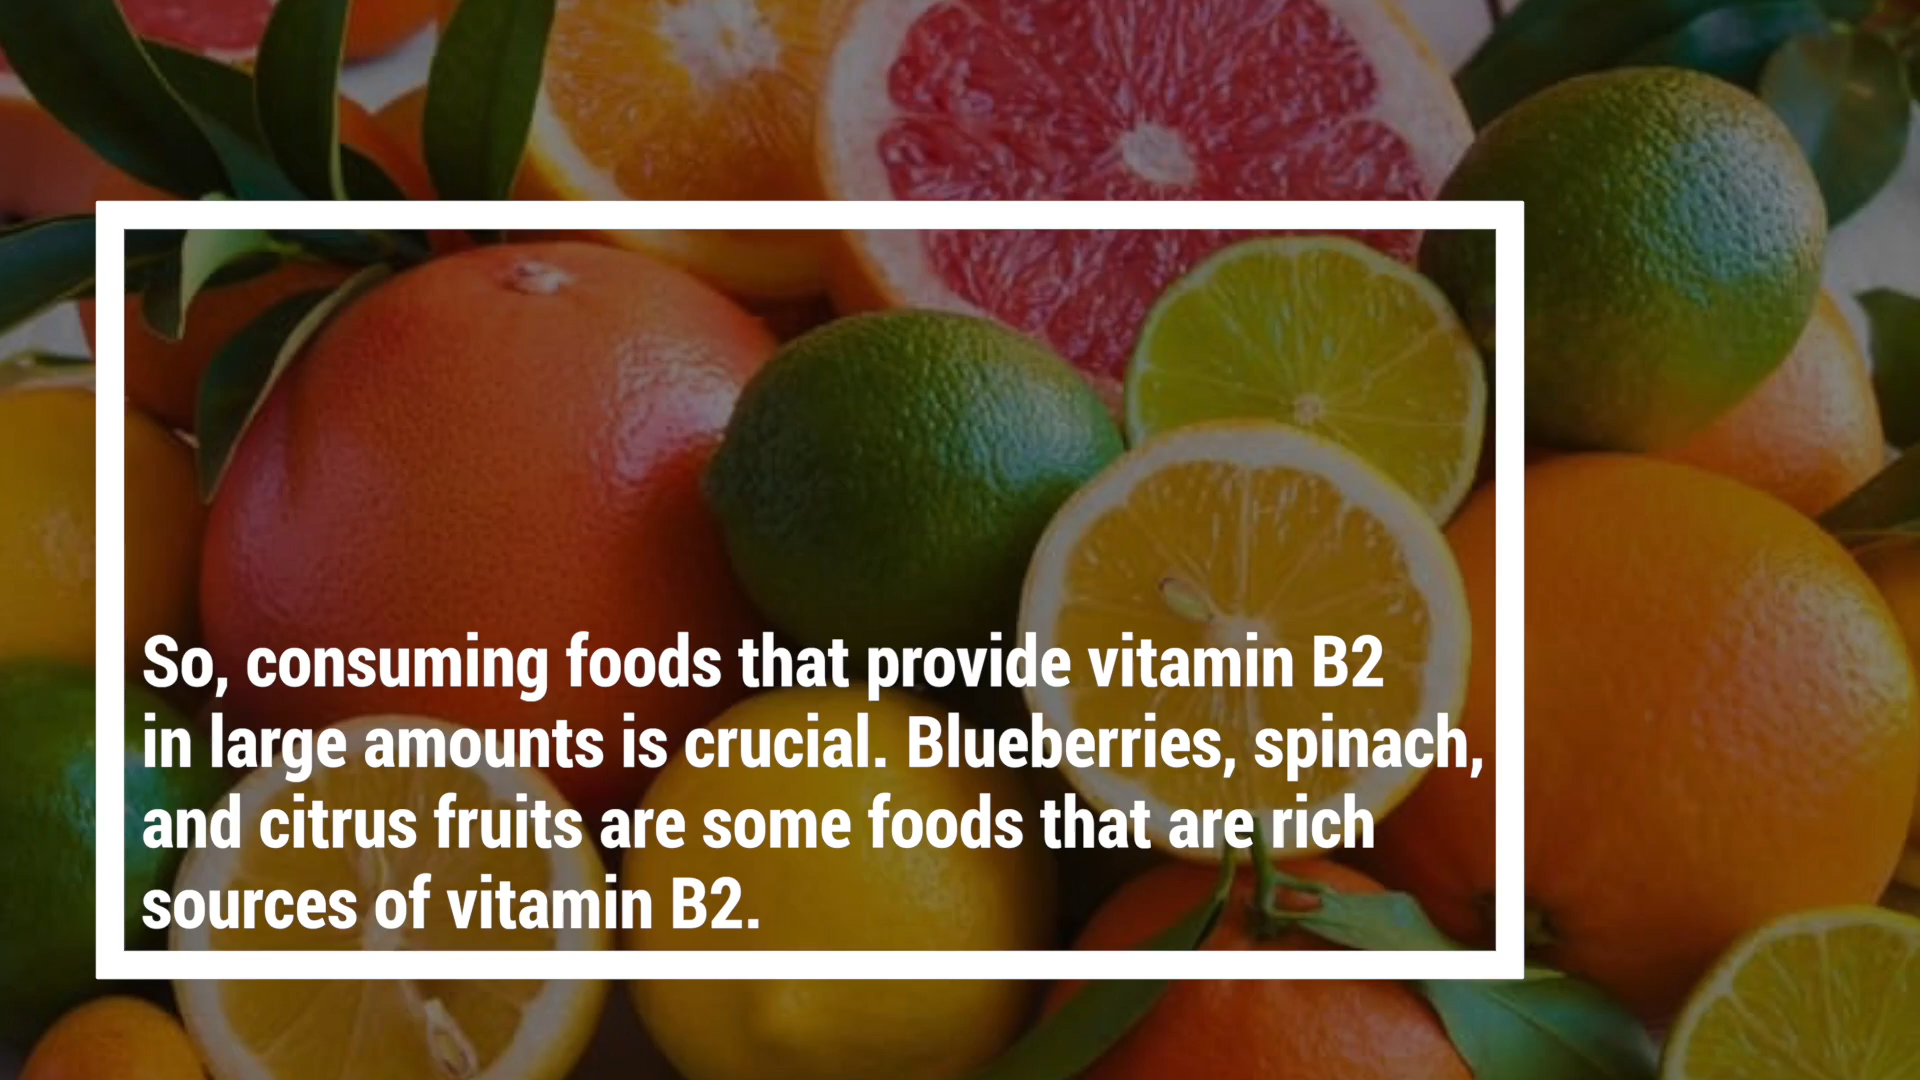 So, consuming foods that provide vitamin B2
in large amounts is crucial. Blueberries, spinach,
and citrus fruits are some foods that are rich
sources of vitamin B2.